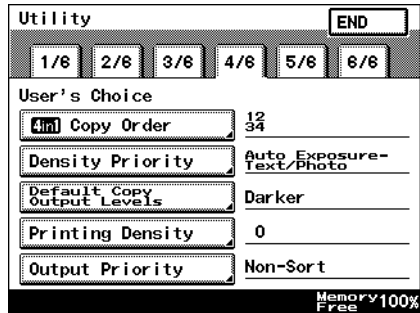 Utility END
1/6 2/6 3/6 4/6 5/6 6/6
User's Choice
4in1 Copy Order 12
34
Density Priority Auto Exposure-
Text/Photo
Default Copy
Output Levels Darker
Printing Density 0
Output Priority Non-Sort
Memory
Free 100%